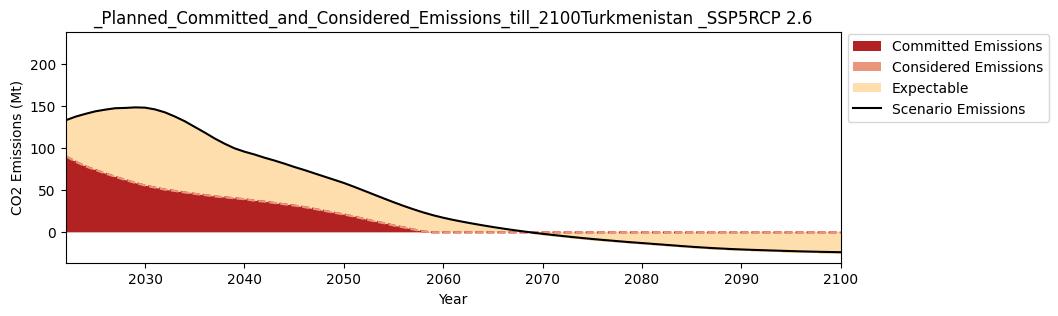 _Planned_Committed_and_Considered_Emissions_till_2100Turkmenistan _SSP5RCP 2.6
CO2 Emissions (Mt)
200
150
100
50
0
2030 2040 2050 2060 2070 2080 2090 2100
Year
Committed Emissions
Considered Emissions
Expectable
Scenario Emissions